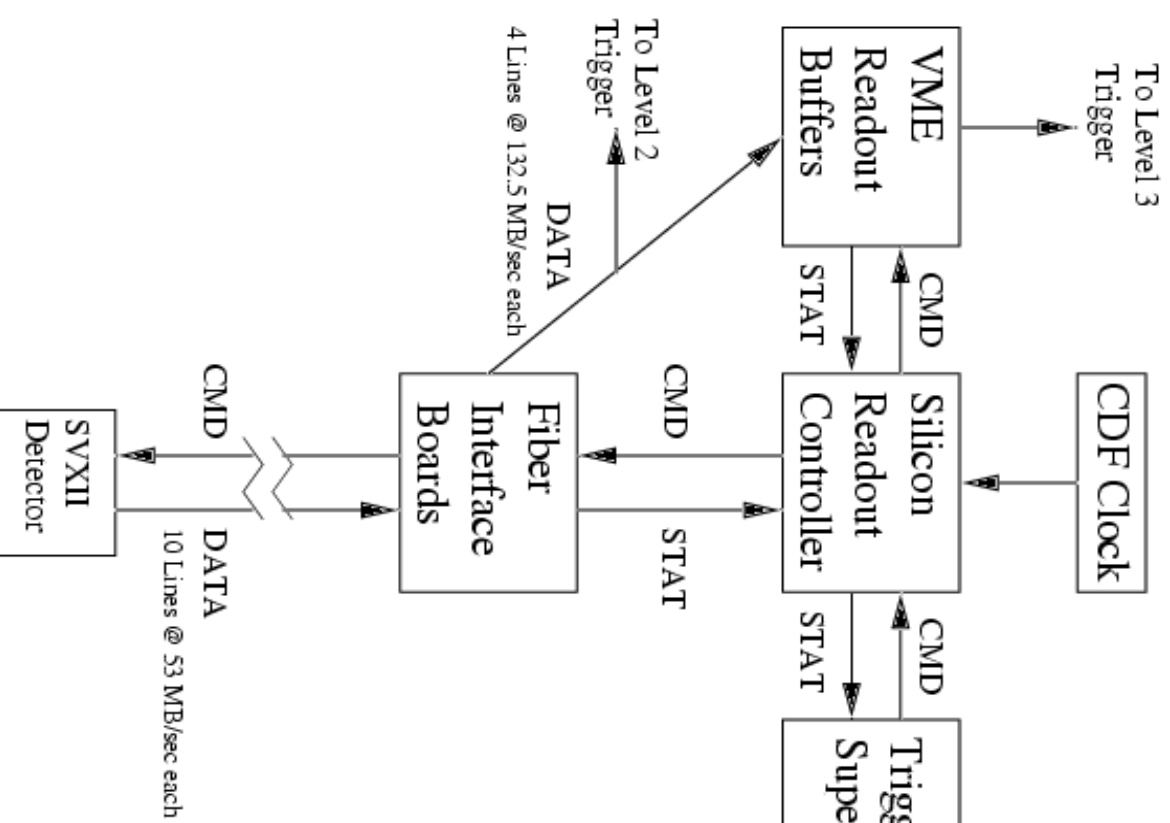 To Level 3
Trigger
VME
Readout
Buffers
CMD
STAT
CDF Clock
Silicon
Readout
Controller
CMD
STAT
To Level 2
Trigger
DATA
4 Lines @ 132.5 MB/sec each
CMD
STAT
Fiber
Interface
Boards
CMD
DATA
10 Lines @ 53 MB/sec each
SVXII
Detector